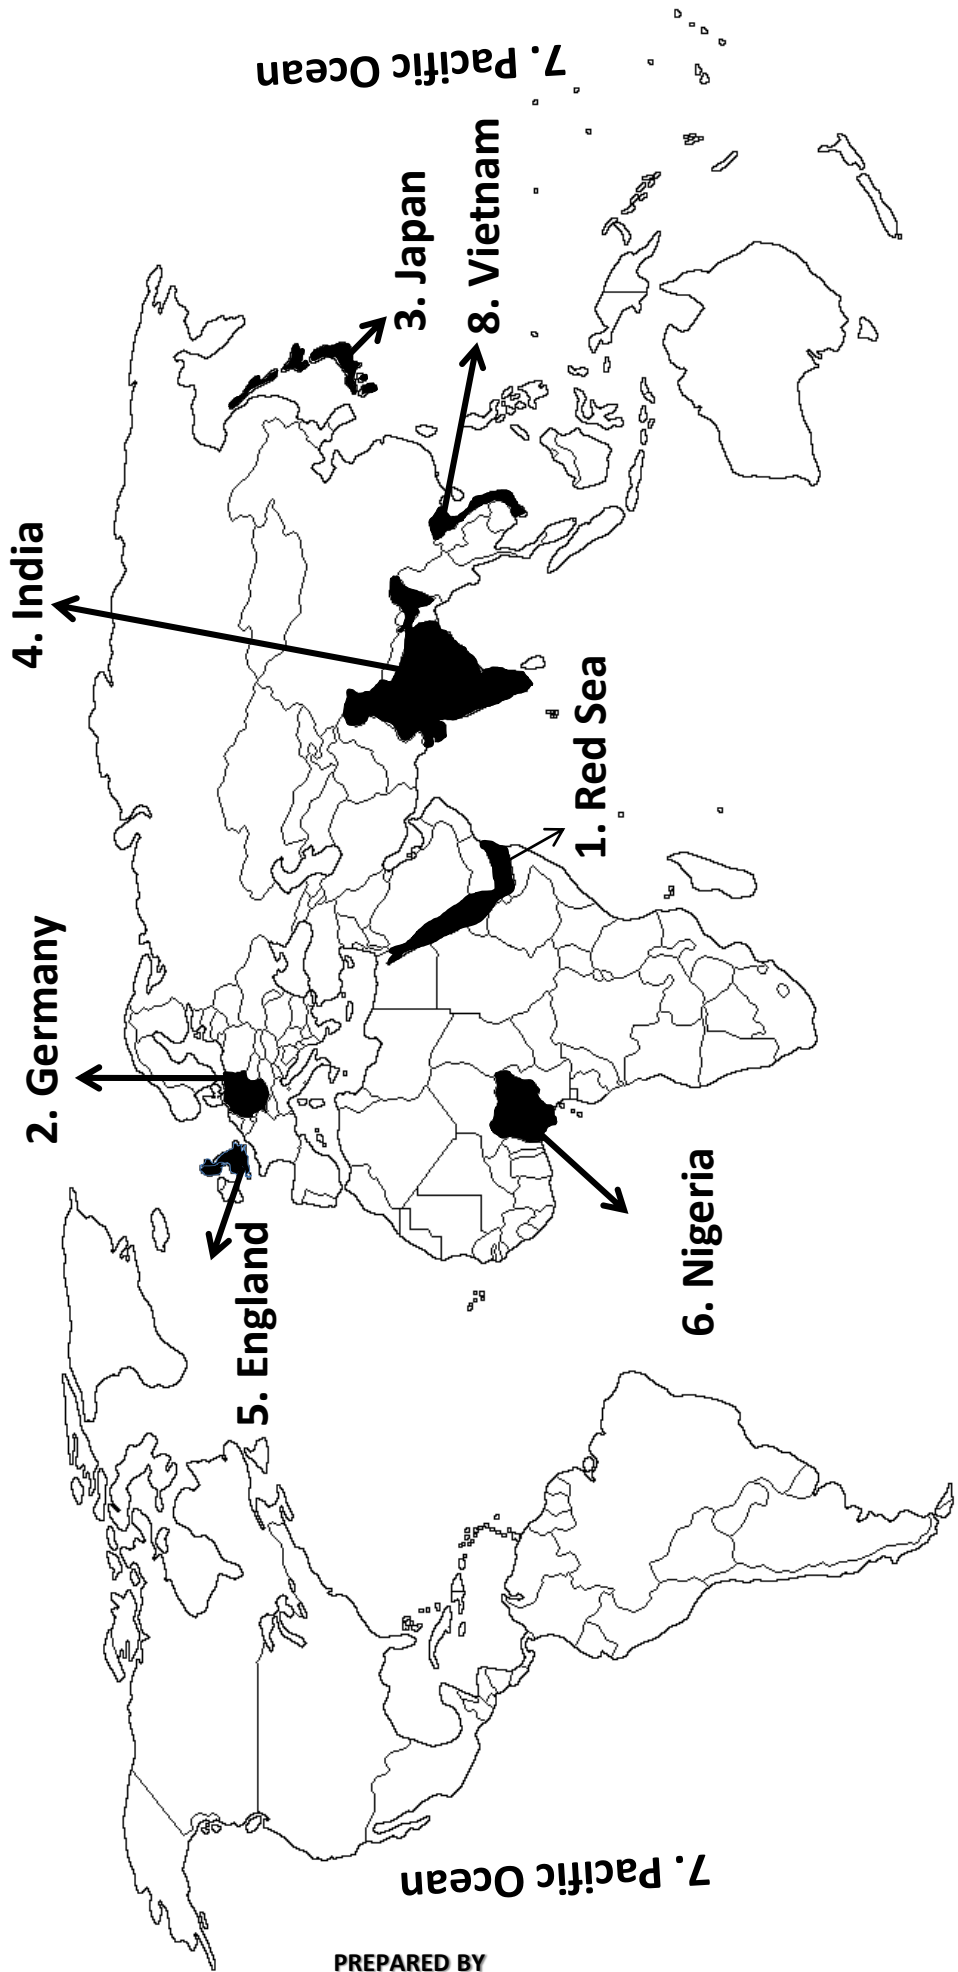 7. Pacific Ocean
3. Japan
8. Vietnam
4. India
1. Red Sea
2. Germany
5. England
6. Nigeria
7. Pacific Ocean
PREPARED BY